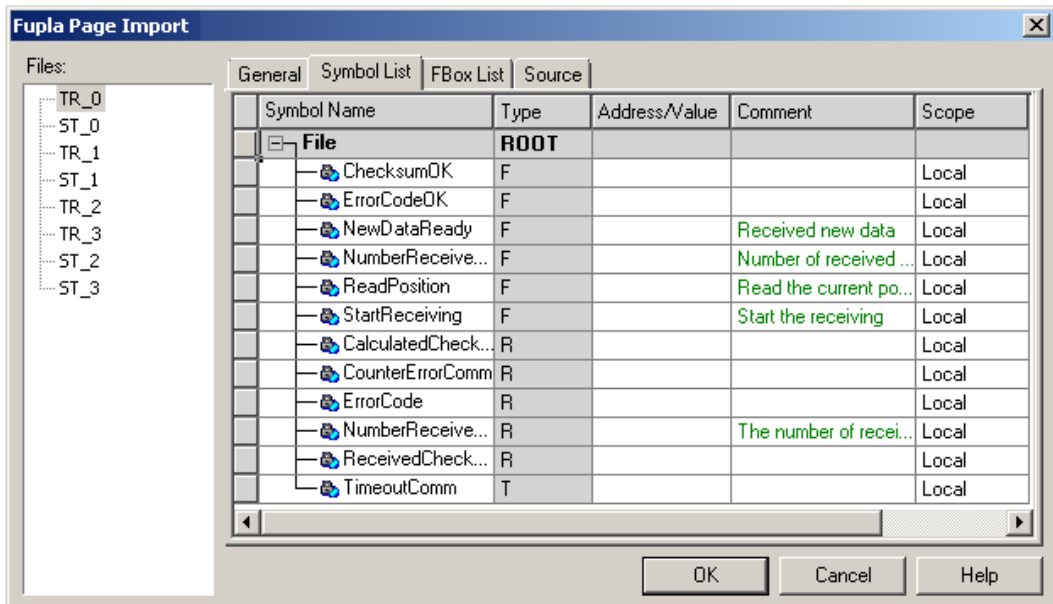 Fupla Page Import
Files:
TR_0
ST_0
TR_1
ST_1
TR_2
TR_3
ST_2
ST_3
General Symbol List FBox List Source
Symbol Name Type Address/Value Comment Scope
File ROOT
ChecksumOK F Local
ErrorCodeOK F Local
NewDataReady F Received new data Local
NumberReceive... F Number of received ... Local
ReadPosition F Read the current po... Local
StartReceiving F Start the receiving Local
CalculatedCheck... R Local
CounterErrorComm R Local
ErrorCode R Local
NumberReceive... R The number of recei... Local
ReceivedCheck... R Local
TimeoutComm T Local
OK Cancel Help